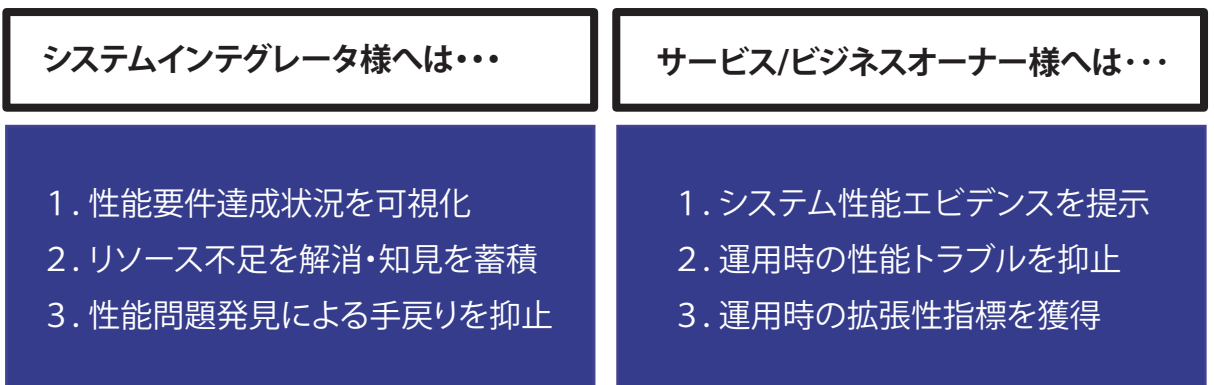 システムインテグレータ様へは・・・
１. 性能要件達成状況を可視化
２. リソース不足を解消・知見を蓄積
３. 性能問題発見による手戻りを抑止
サービス/ビジネスオーナー様へは・・・
１. システム性能エビデンスを提示
２. 運用時の性能トラブルを抑止
３. 運用時の拡張性指標を獲得